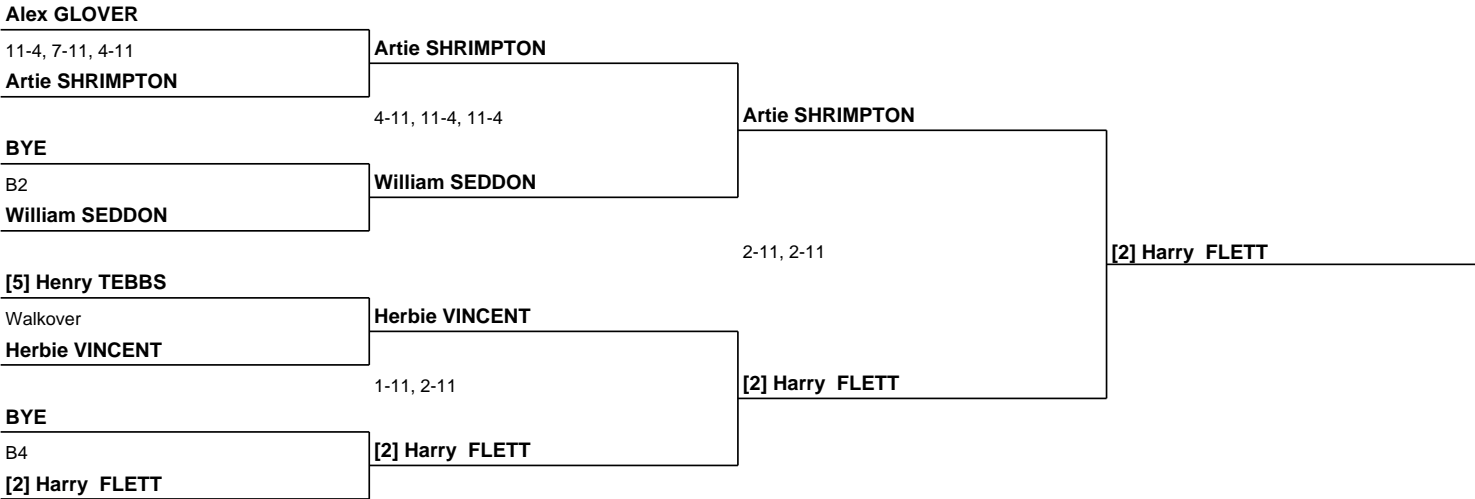 Alex GLOVER
11-4, 7-11, 4-11
Artie SHRIMPTON
Artie SHRIMPTON
4-11, 11-4, 11-4
Artie SHRIMPTON
BYE
B2
William SEDDON
William SEDDON
2-11, 2-11
[2] Harry  FLETT
[5] Henry TEBBS
Walkover
Herbie VINCENT
Herbie VINCENT
1-11, 2-11
[2] Harry  FLETT
BYE
B4
[2] Harry  FLETT
[2] Harry  FLETT